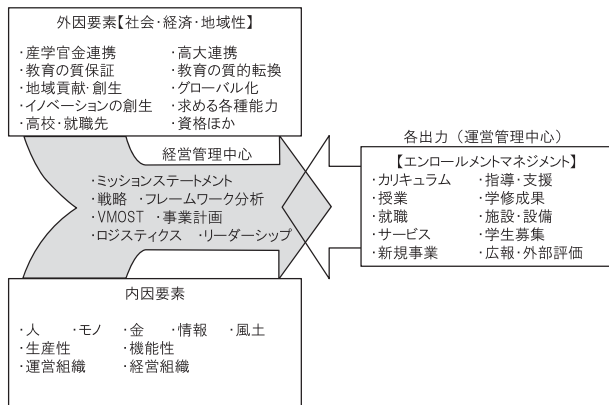 外因要素【社会・経済・地域性】
・産学官金連携 ・高大連携
・教育の質保証 ・教育の質的転換
・地域貢献・創生 ・グローバル化
・イノベーションの創生 ・求める各種能力
・高校・就職先 ・資格ほか
経営管理中心
・ミッションステートメント
・戦略 ・フレームワーク分析
・VMOST ・事業計画
・ロジスティクス ・リーダーシップ
各出力（運営管理中心）
【エンロールメントマネジメント】
・カリキュラム ・指導・支援
・授業 ・学修成果
・就職 ・施設・設備
・サービス ・学生募集
・新規事業 ・広報・外部評価
内因要素
・人 ・モノ ・金 ・情報 ・風土
・生産性 ・機能性
・運営組織 ・経営組織